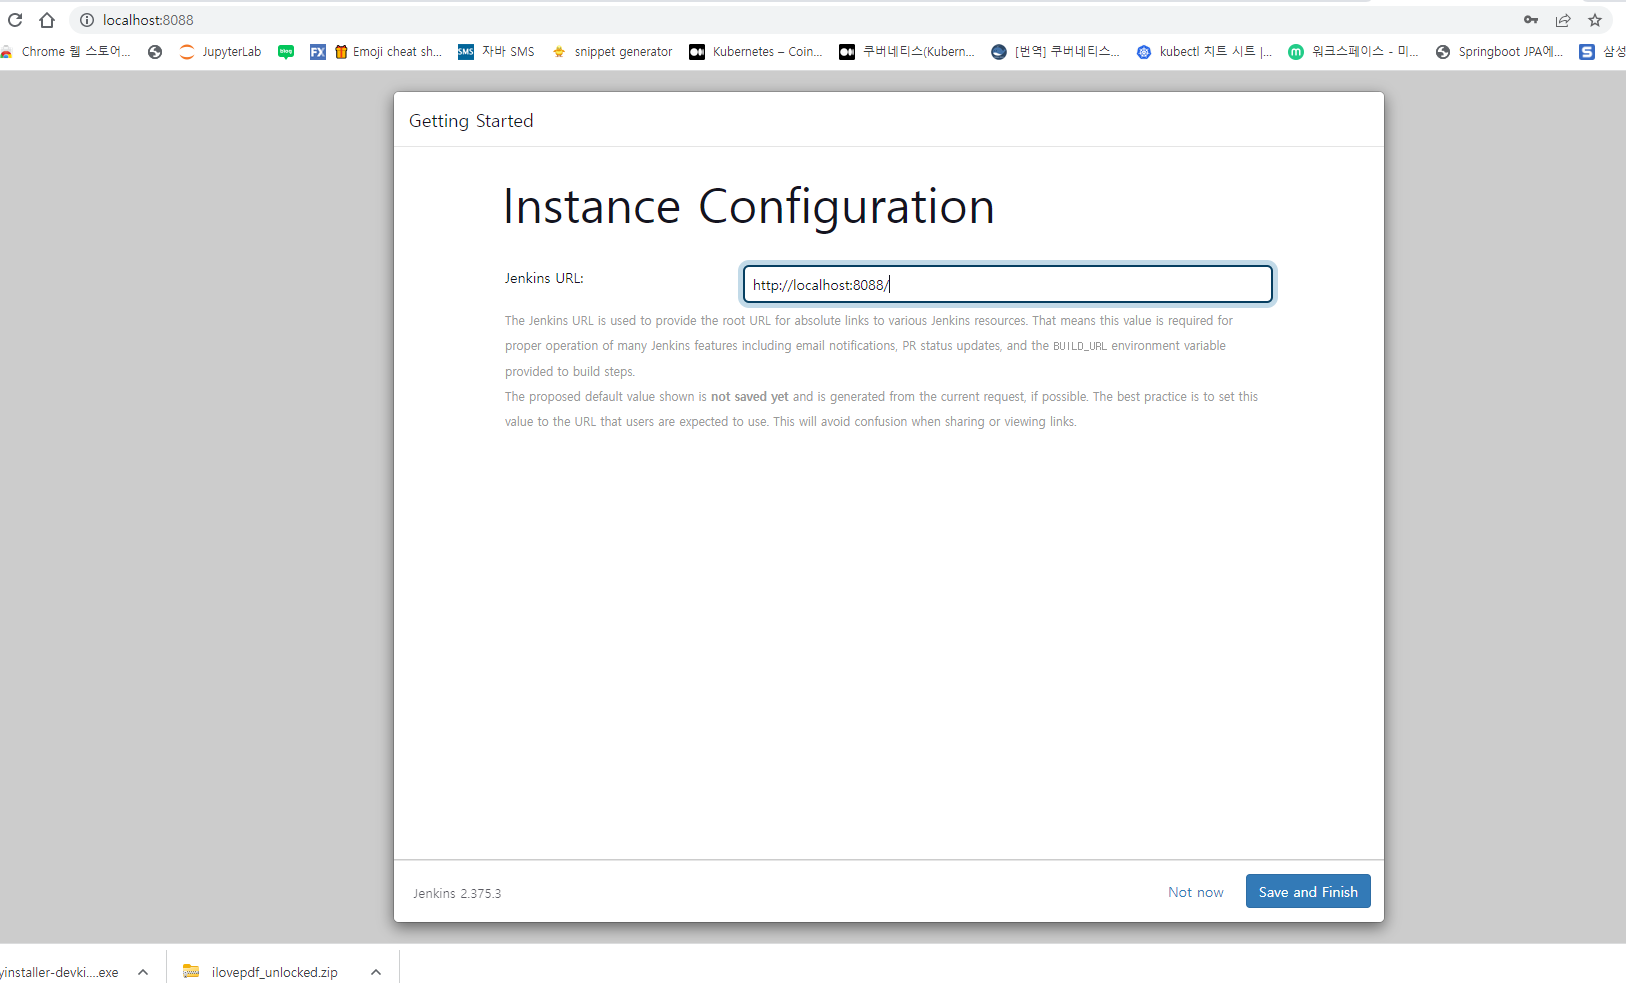 localhost:8088
Chrome 웹 스토어... JupyterLab blog FX Emoji cheat sh... SMS 자바 SMS snippet generator Kubernetes – Coin... 쿠버네티스(Kubern... [번역] 쿠버네티스... kubectl 치트 시트 |... m 워크스페이스 - 미... Springboot JPA에... S 삼성
Getting Started
Instance Configuration
Jenkins URL: http://localhost:8088/
The Jenkins URL is used to provide the root URL for absolute links to various Jenkins resources. That means this value is required for
proper operation of many Jenkins features including email notifications, PR status updates, and the BUILD_URL environment variable
provided to build steps.
The proposed default value shown is not saved yet and is generated from the current request, if possible. The best practice is to set this
value to the URL that users are expected to use. This will avoid confusion when sharing or viewing links.
Jenkins 2.375.3 Not now Save and Finish
yinstaller-devki....exe ilovepdf_unlocked.zip